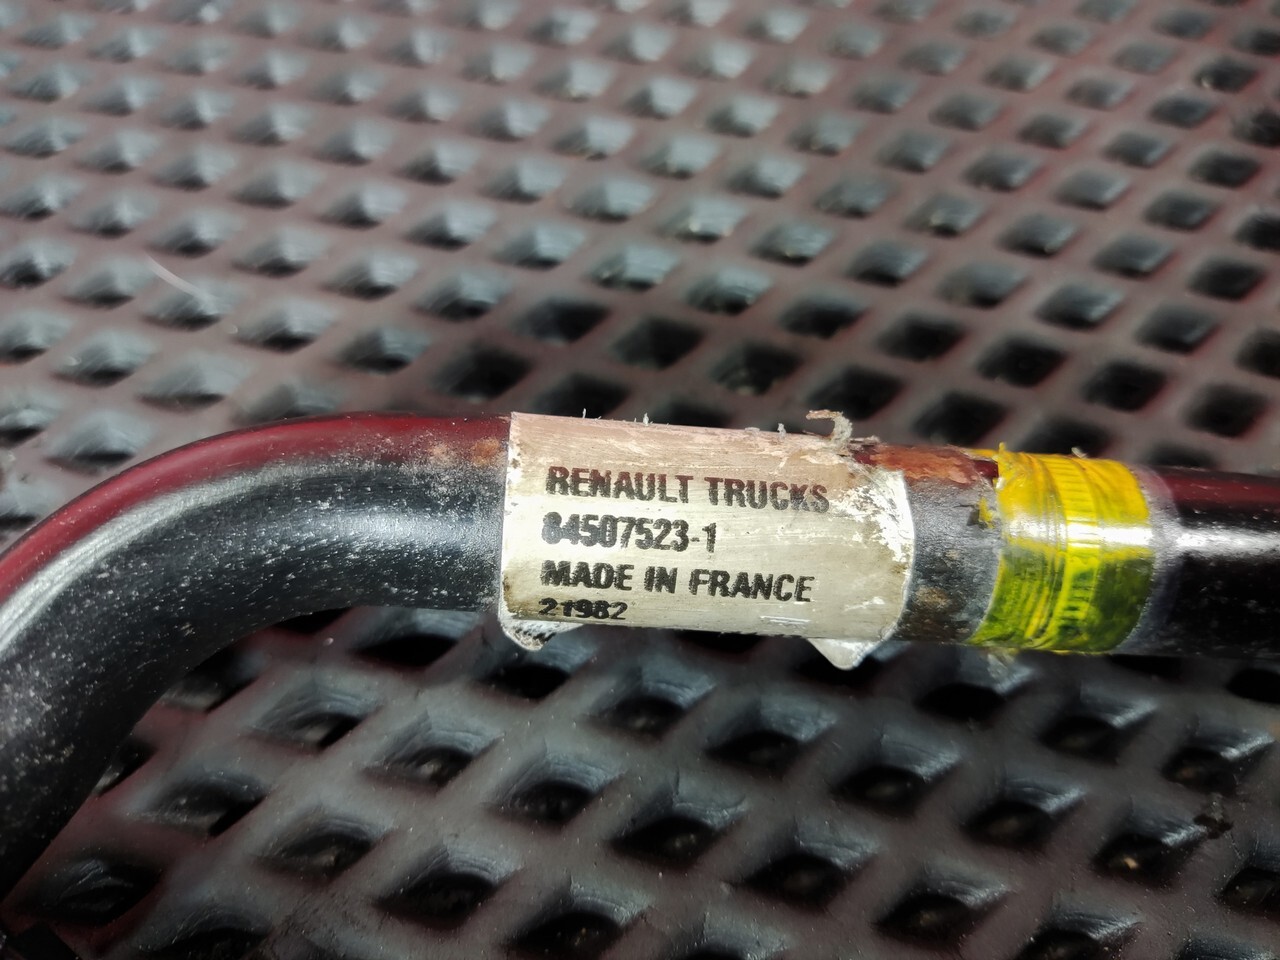 RENAULT TRUCKS
84507523-1
MADE IN FRANCE
21982